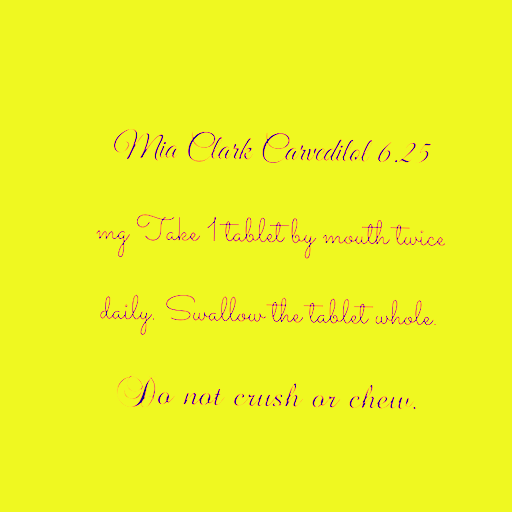 Mia Clark Carvedilol 6.25
mg Take 1 tablet by mouth twice
daily. Swallow the tablet whole.
Do not crush or chew.